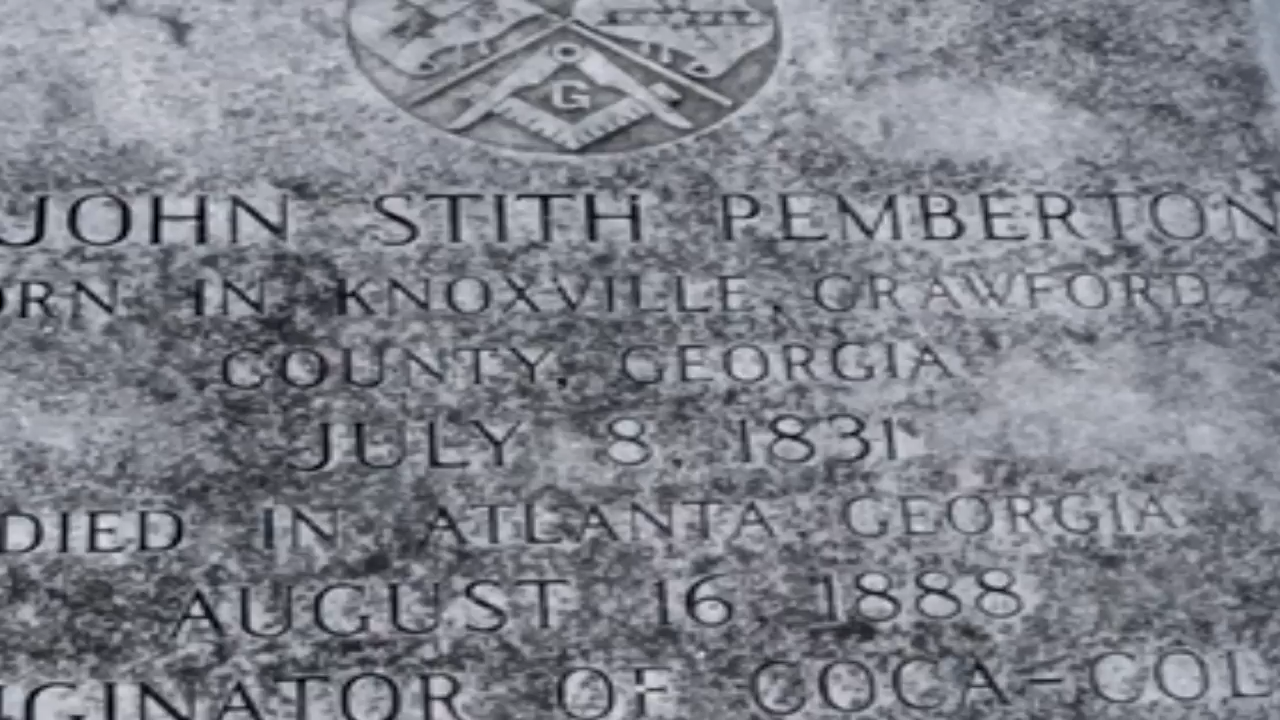 G
JOHN STITH PEMBERTON
ORN IN KNOXVILLE, CRAWFORD
COUNTY, GEORGIA
JULY 8, 1831
DIED IN ATLANTA, GEORGIA
AUGUST 16, 1888
IGINATOR OF COCA-COL